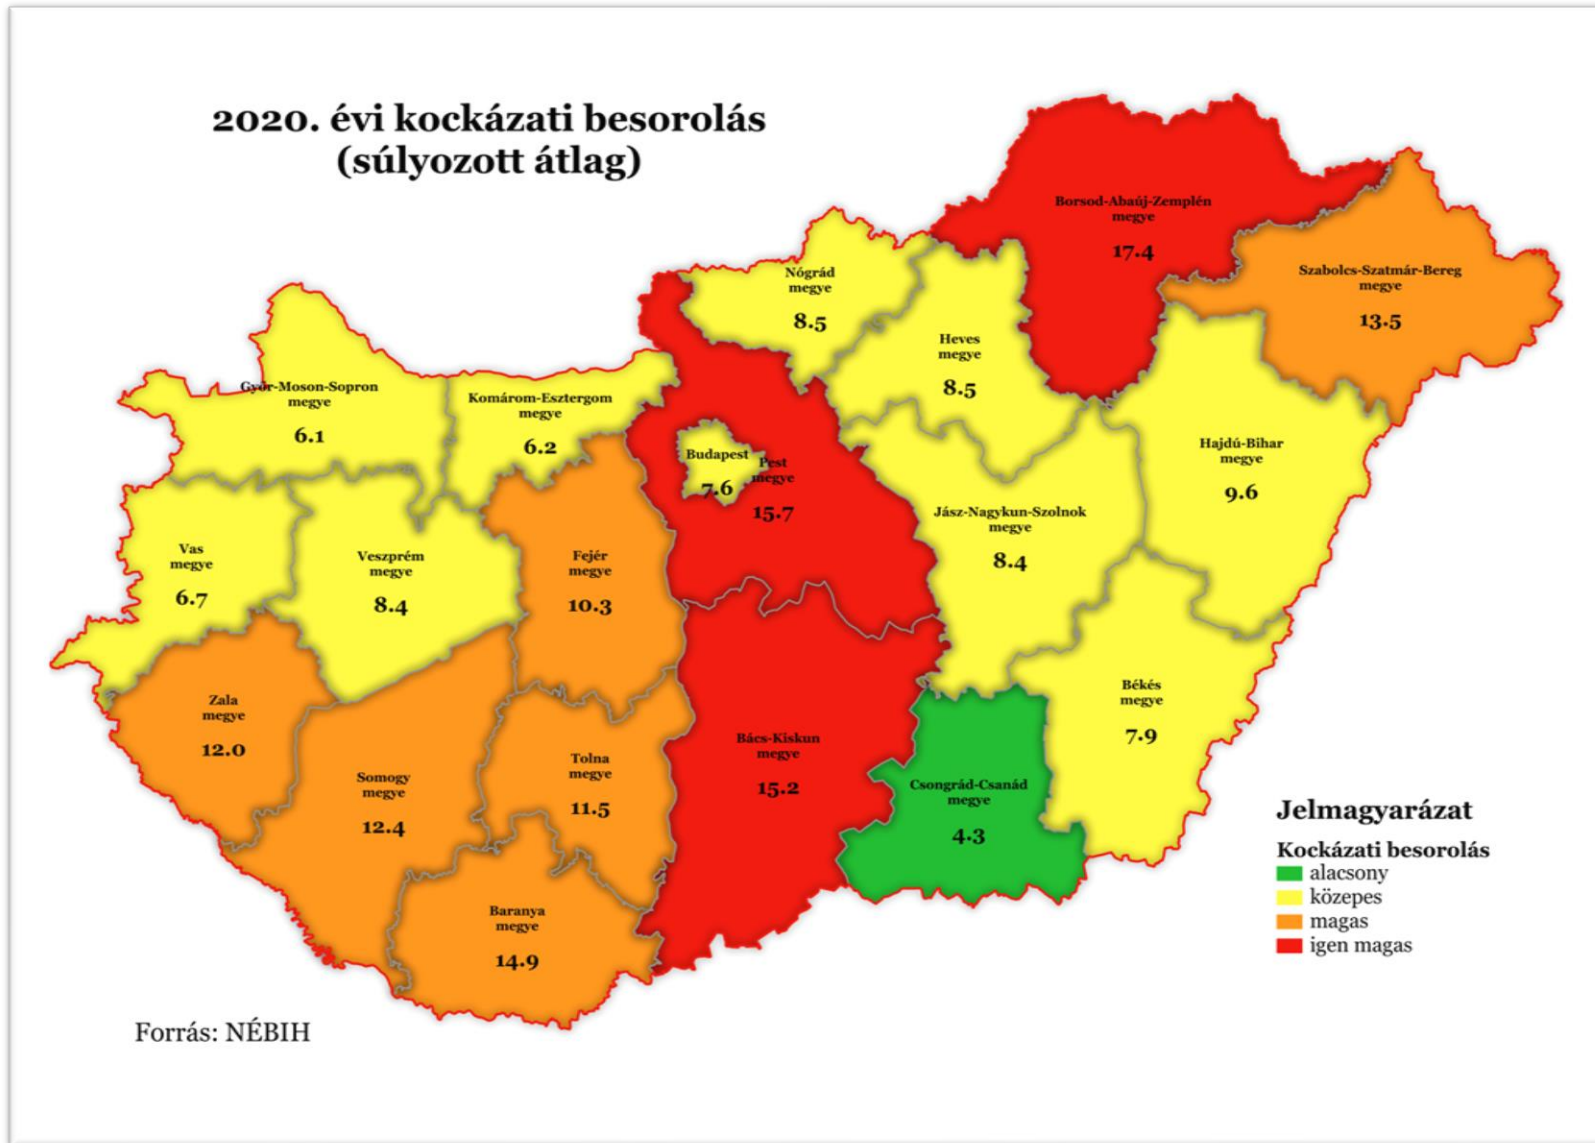 2020. évi kockázati besorolás
(súlyozott átlag)
Borsod-Abaúj-Zemplén
megye
17.4
Szabolcs-Szatmár-Bereg
megye
13.5
Nógrád
megye
8.5
Heves
megye
8.5
Győr-Moson-Sopron
megye
6.1
Komárom-Esztergom
megye
6.2
Budapest
7.6
Pest
megye
15.7
Hajdú-Bihar
megye
9.6
Jász-Nagykun-Szolnok
megye
8.4
Vas
megye
6.7
Veszprém
megye
8.4
Fejér
megye
10.3
Zala
megye
12.0
Somogy
megye
12.4
Tolna
megye
11.5
Bács-Kiskun
megye
15.2
Békés
megye
7.9
Csongrád-Csanád
megye
4.3
Baranya
megye
14.9
Jelmagyarázat
Kockázati besorolás
alacsony
közepes
magas
igen magas
Forrás: NÉBIH